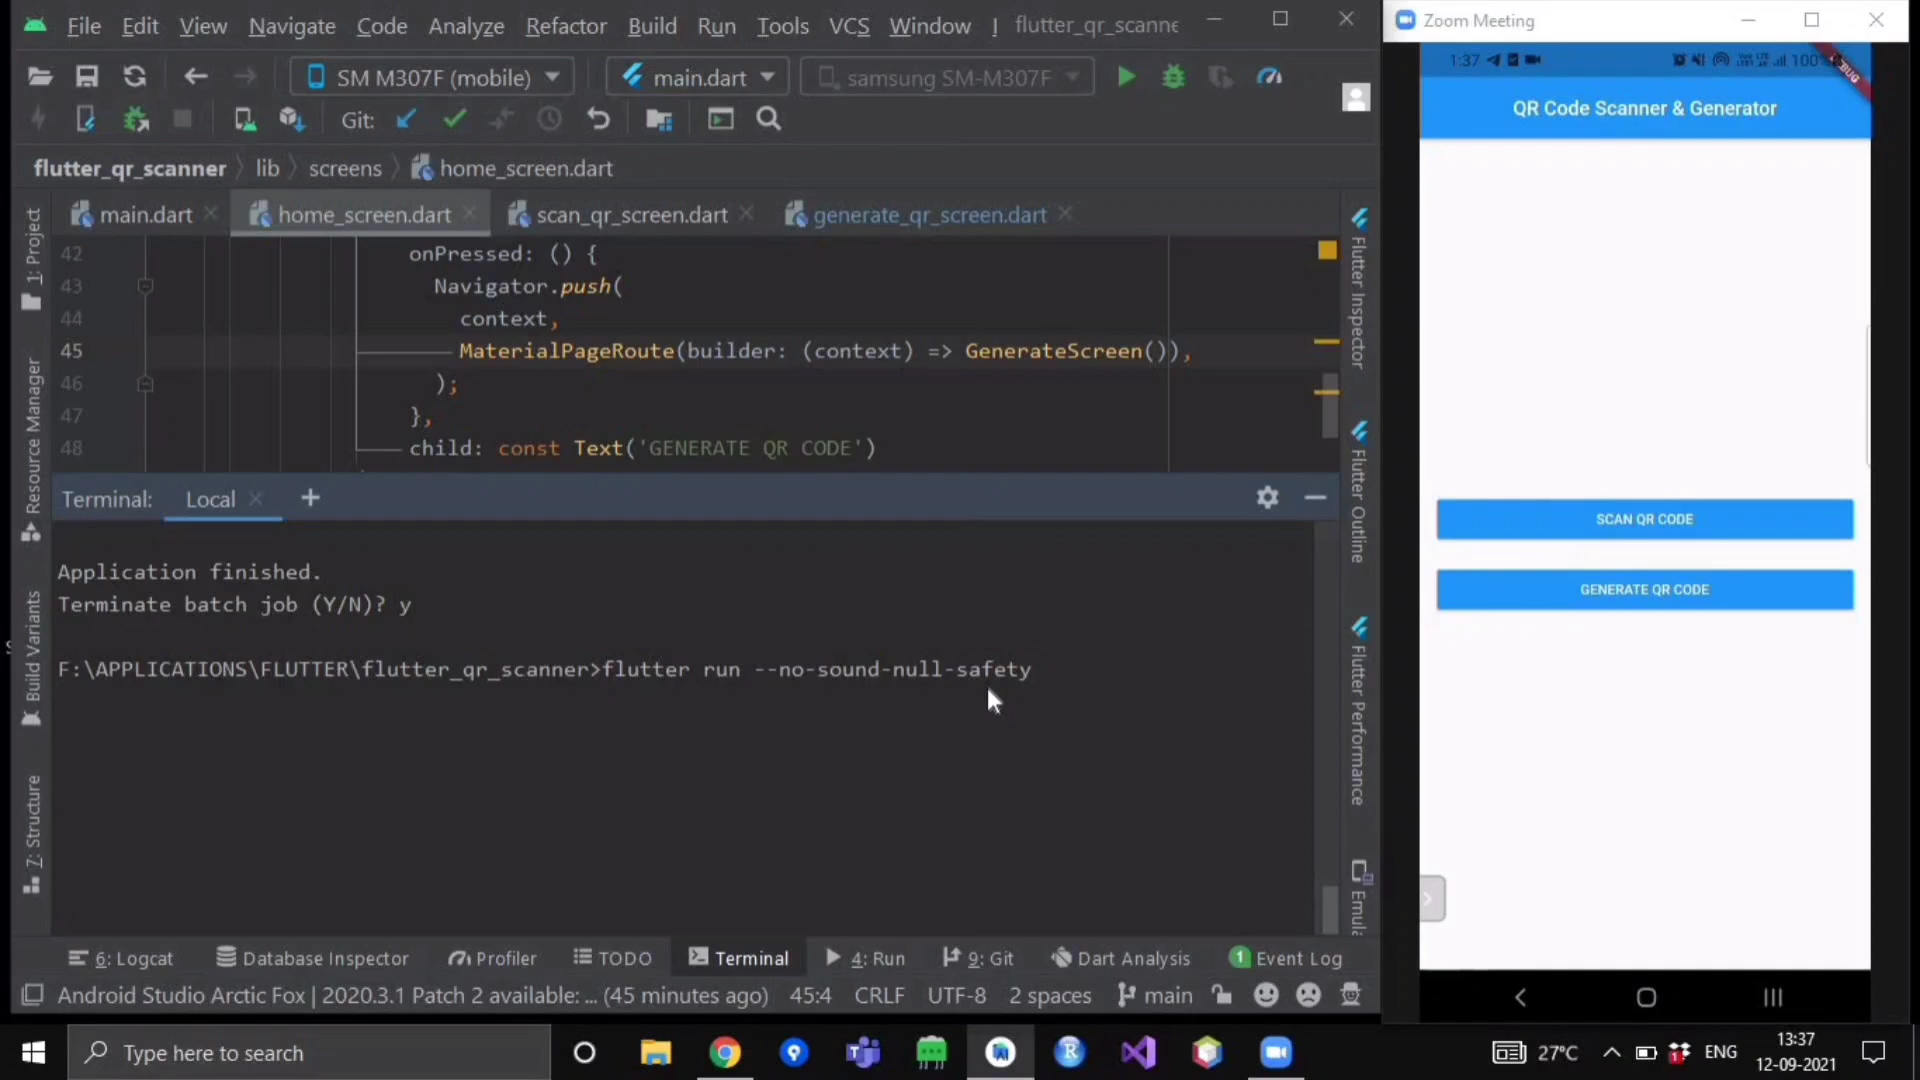 File Edit View Navigate Code Analyze Refactor Build Run Tools VCS Window flutter_qr_scanne
SM M307F (mobile) main.dart samsung SM-M307F
Git:
flutter_qr_scanner lib screens home_screen.dart
main.dart home_screen.dart scan_qr_screen.dart generate_qr_screen.dart
42 onPressed: () {
43 Navigator.push(
44 context,
45 MaterialPageRoute(builder: (context) => GenerateScreen()),
46 );
47 },
48 child: const Text('GENERATE QR CODE')
Terminal: Local
Application finished.
Terminate batch job (Y/N)? y
F:\APPLICATIONS\FLUTTER\flutter_qr_scanner>flutter run --no-sound-null-safety
1: Project
Resource Manager
Build Variants
Z: Structure
Flutter Inspector
Flutter Outline
Flutter Performance
Emula
6: Logcat Database Inspector Profiler TODO Terminal 4: Run 9: Git Dart Analysis 1 Event Log
Android Studio Arctic Fox | 2020.3.1 Patch 2 available: ... (45 minutes ago) 45:4 CRLF UTF-8 2 spaces main
Zoom Meeting
1:37 100%
QR Code Scanner & Generator
SCAN QR CODE
GENERATE QR CODE
Type here to search
27°C ENG
13:37
12-09-2021